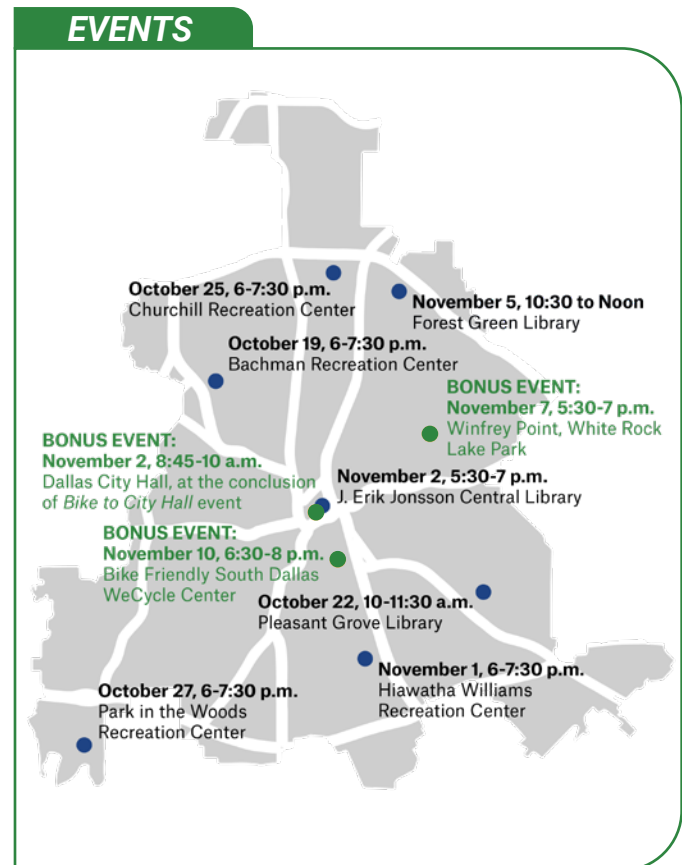 EVENTS
October 25, 6-7:30 p.m.
Churchill Recreation Center
November 5, 10:30 to Noon
Forest Green Library
October 19, 6-7:30 p.m.
Bachman Recreation Center
BONUS EVENT:
November 7, 5:30-7 p.m.
Winfrey Point, White Rock
Lake Park
BONUS EVENT:
November 2, 8:45-10 a.m.
Dallas City Hall, at the conclusion
of Bike to City Hall event
November 2, 5:30-7 p.m.
J. Erik Jonsson Central Library
BONUS EVENT:
November 10, 6:30-8 p.m.
Bike Friendly South Dallas
WeCycle Center
October 22, 10-11:30 a.m.
Pleasant Grove Library
November 1, 6-7:30 p.m.
Hiawatha Williams
Recreation Center
October 27, 6-7:30 p.m.
Park in the Woods
Recreation Center